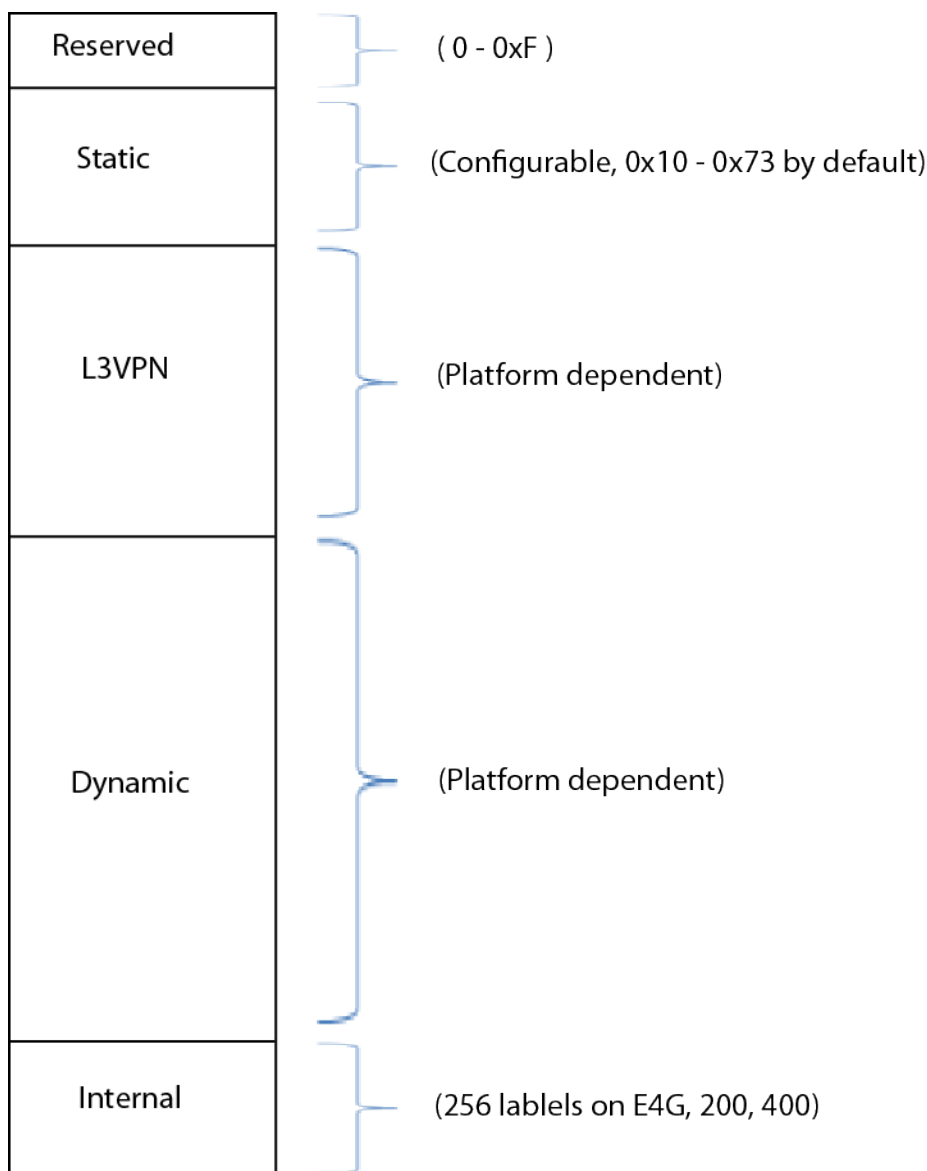 Reserved
( 0 - 0xF )
Static
(Configurable, 0x10 - 0x73 by default)
L3VPN
(Platform dependent)
Dynamic
(Platform dependent)
Internal
(256 lablels on E4G, 200, 400)